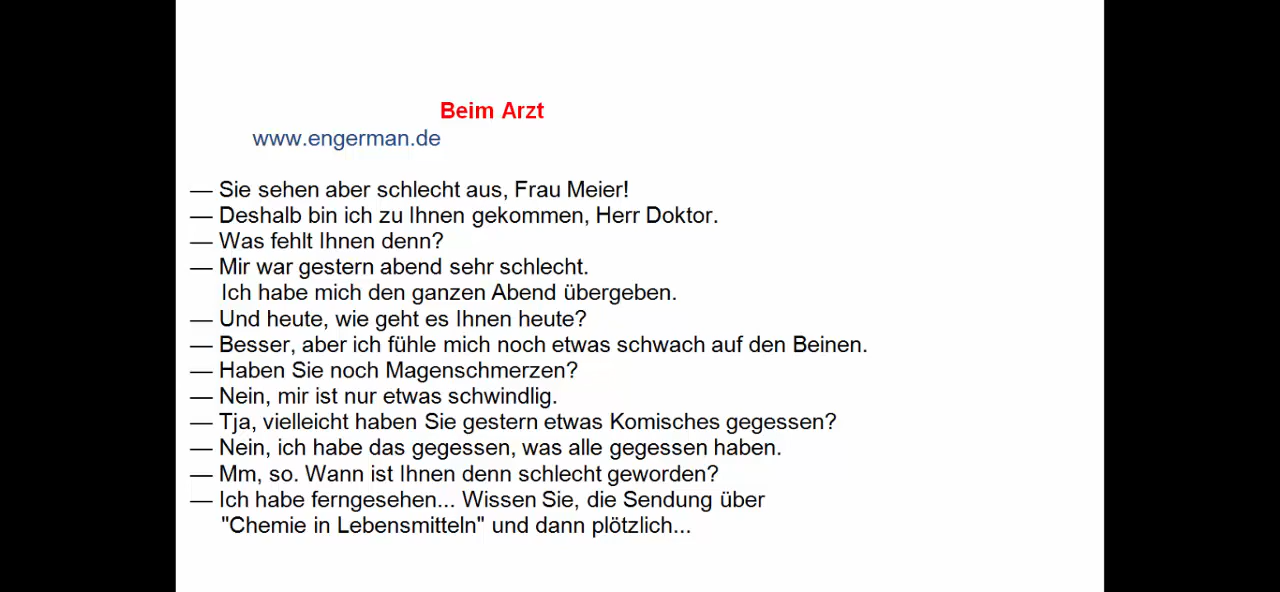 Beim Arzt
www.engerman.de
— Sie sehen aber schlecht aus, Frau Meier!
— Deshalb bin ich zu Ihnen gekommen, Herr Doktor.
— Was fehlt Ihnen denn?
— Mir war gestern abend sehr schlecht.
Ich habe mich den ganzen Abend übergeben.
— Und heute, wie geht es Ihnen heute?
— Besser, aber ich fühle mich noch etwas schwach auf den Beinen.
— Haben Sie noch Magenschmerzen?
— Nein, mir ist nur etwas schwindlig.
— Tja, vielleicht haben Sie gestern etwas Komisches gegessen?
— Nein, ich habe das gegessen, was alle gegessen haben.
— Mm, so. Wann ist Ihnen denn schlecht geworden?
— Ich habe ferngesehen... Wissen Sie, die Sendung über
"Chemie in Lebensmitteln" und dann plötzlich...